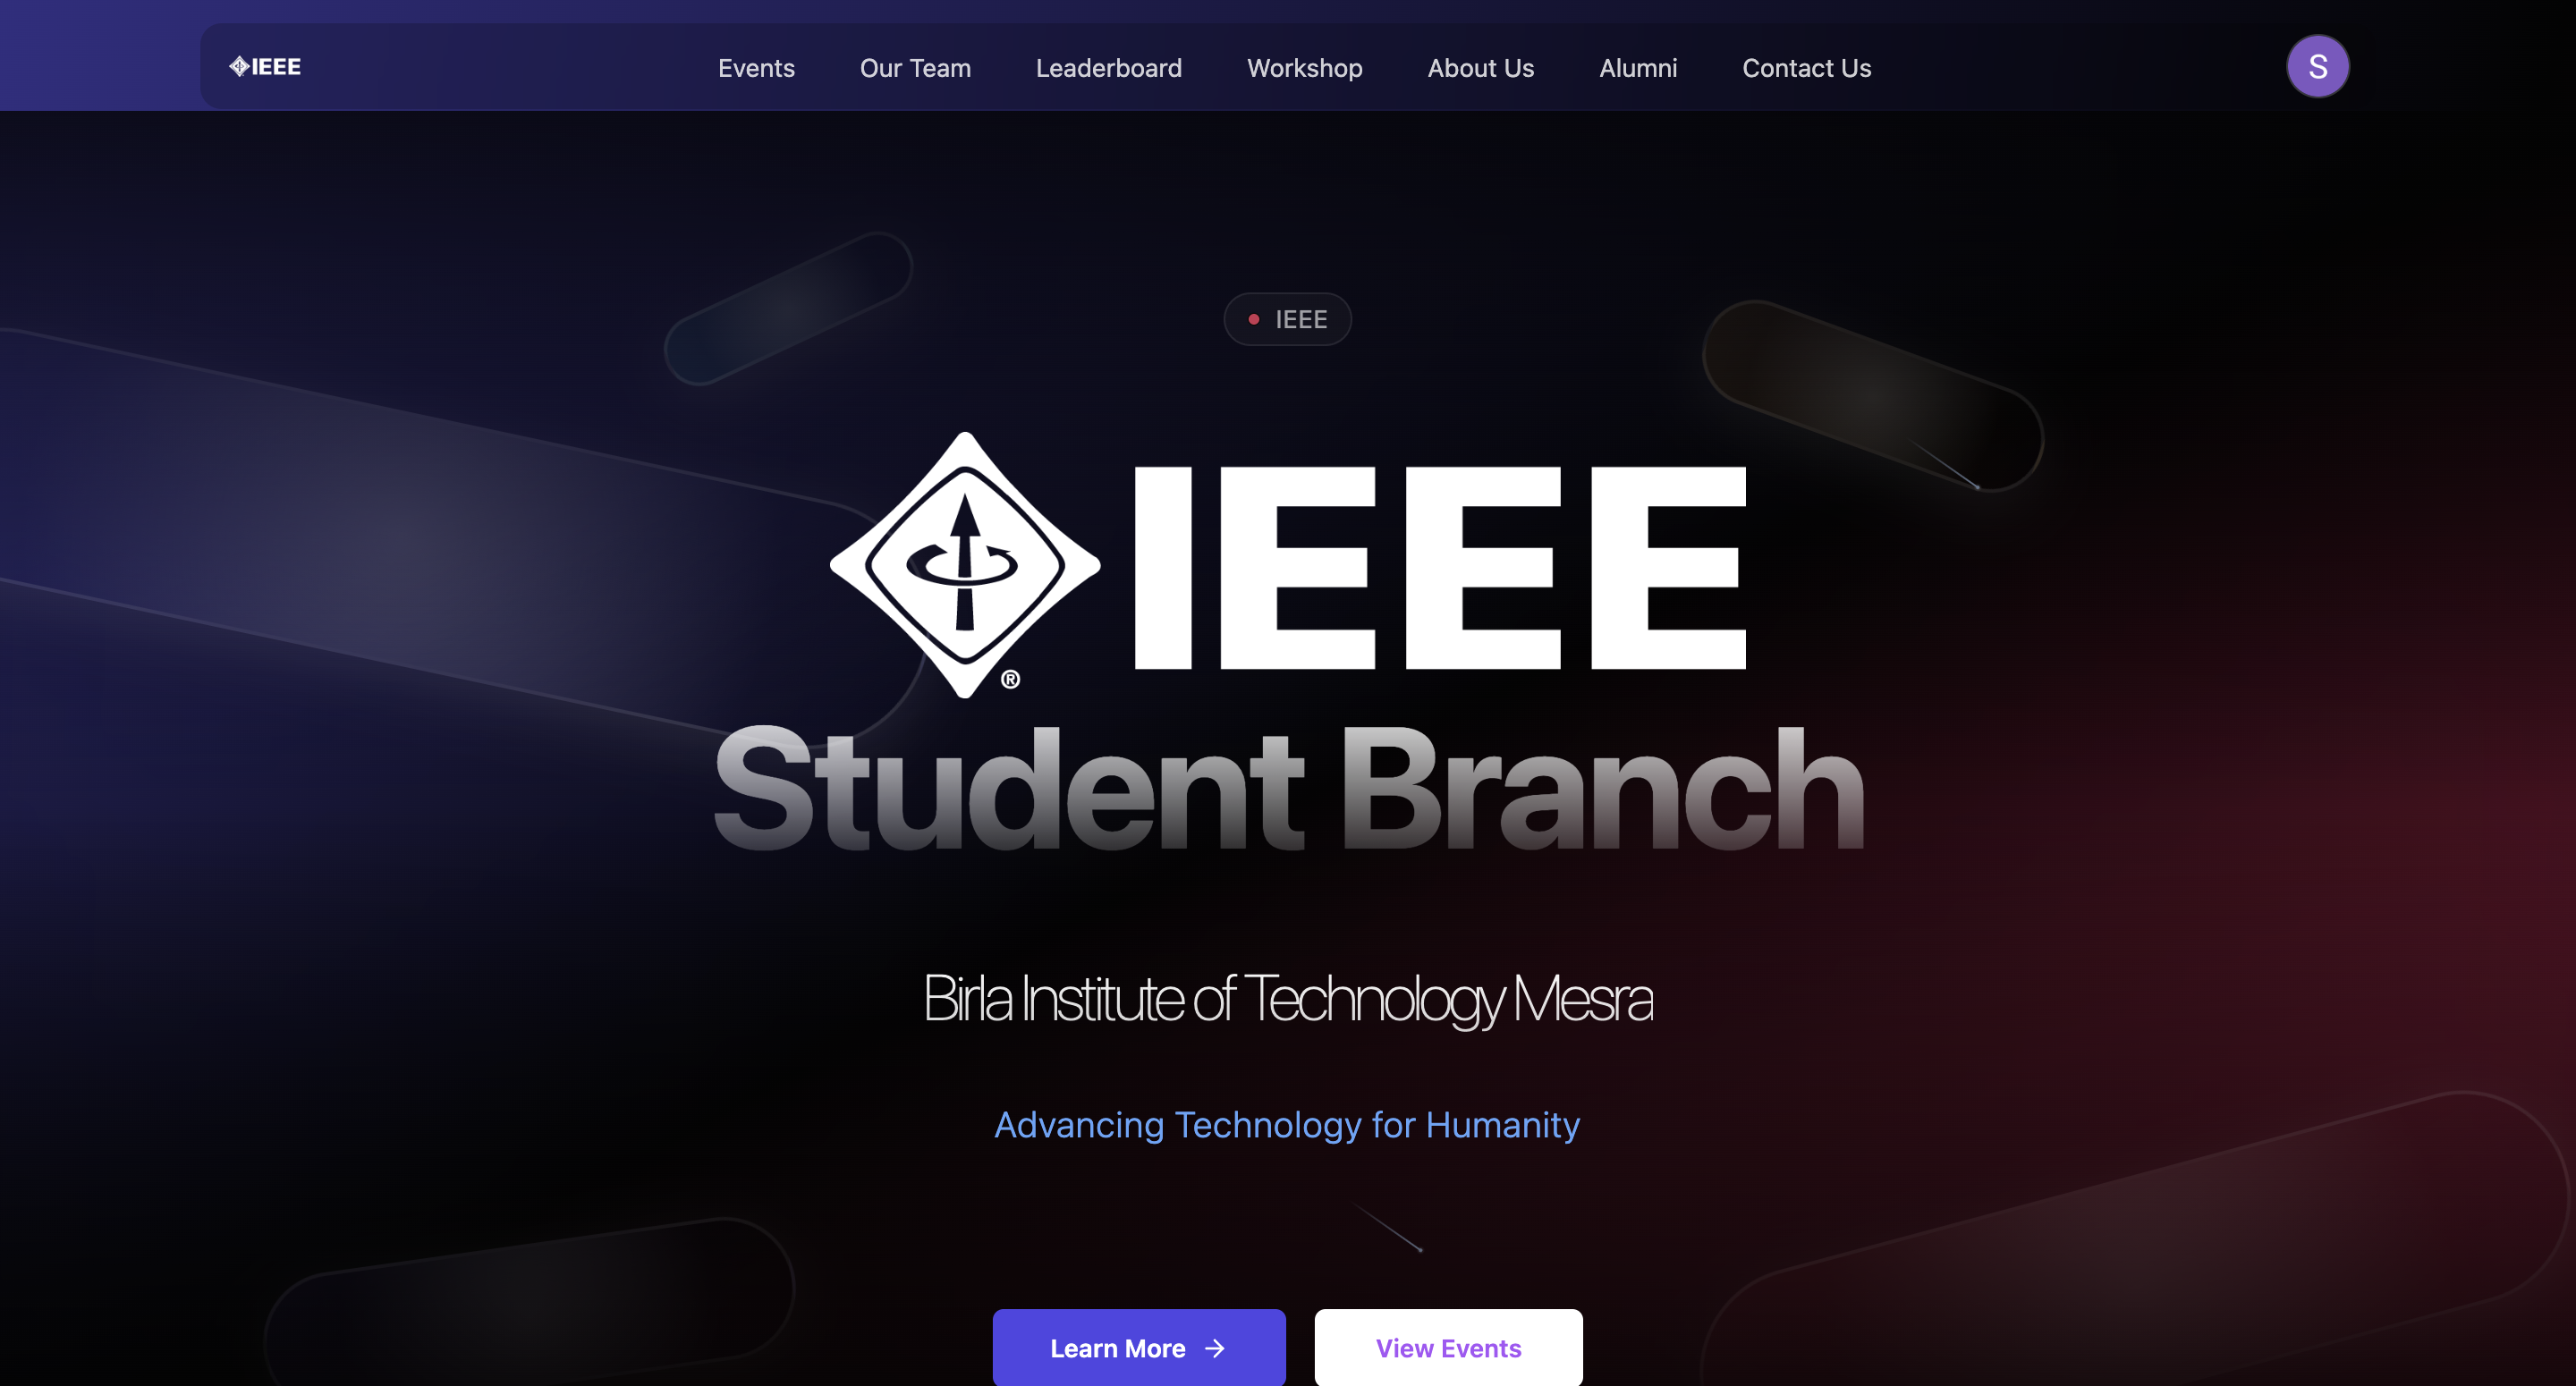 IEEE
Events
Our Team
Leaderboard
Workshop
About Us
Alumni
Contact Us
S
IEEE
IEEE
®
Student Branch
Birla Institute of Technology Mesra
Advancing Technology for Humanity
Learn More →
View Events